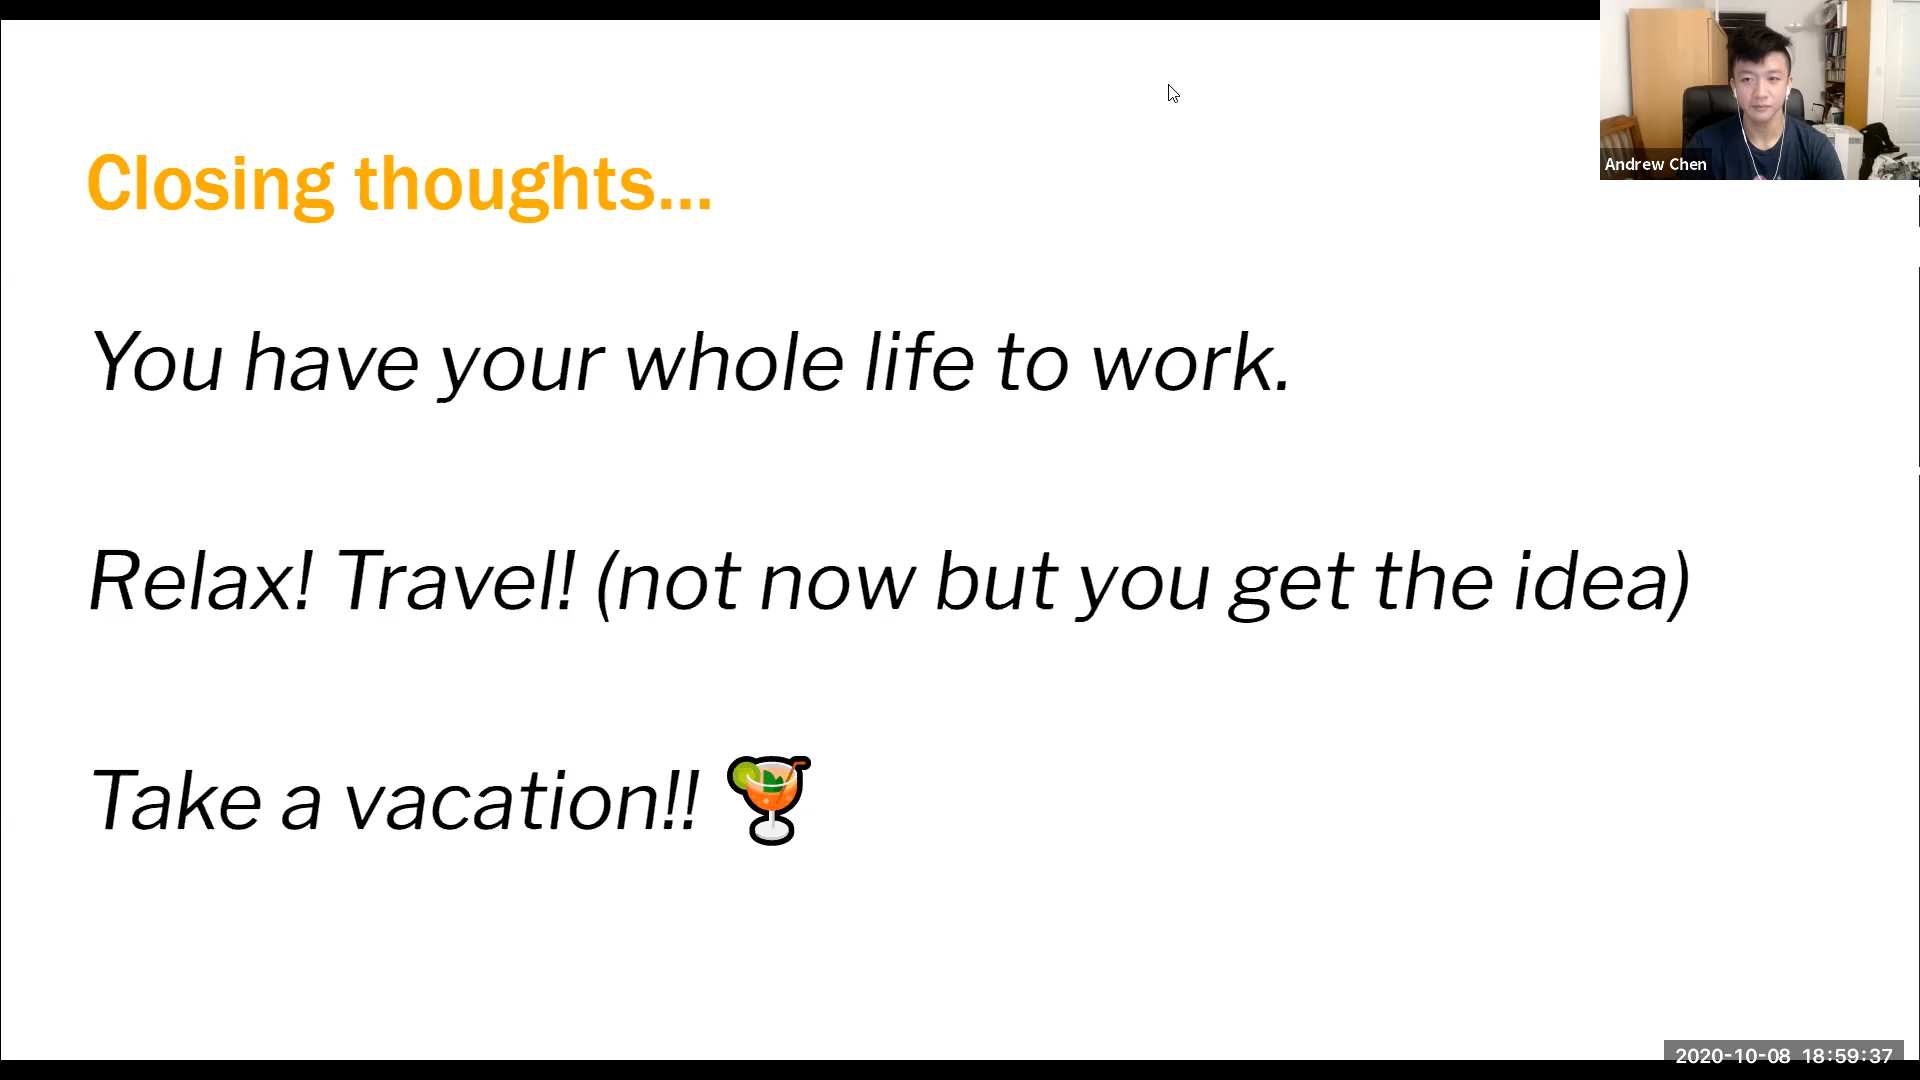 Andrew Chen
Closing thoughts...
You have your whole life to work.
Relax! Travel! (not now but you get the idea)
Take a vacation!!
2020-10-08 18:59:37